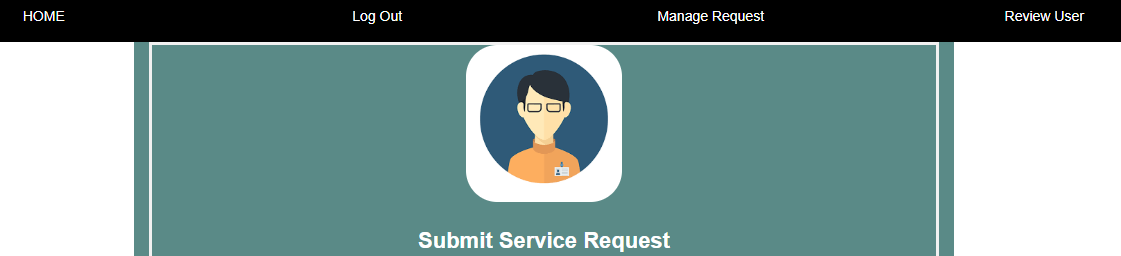 HOME Log Out Manage Request Review User
Submit Service Request